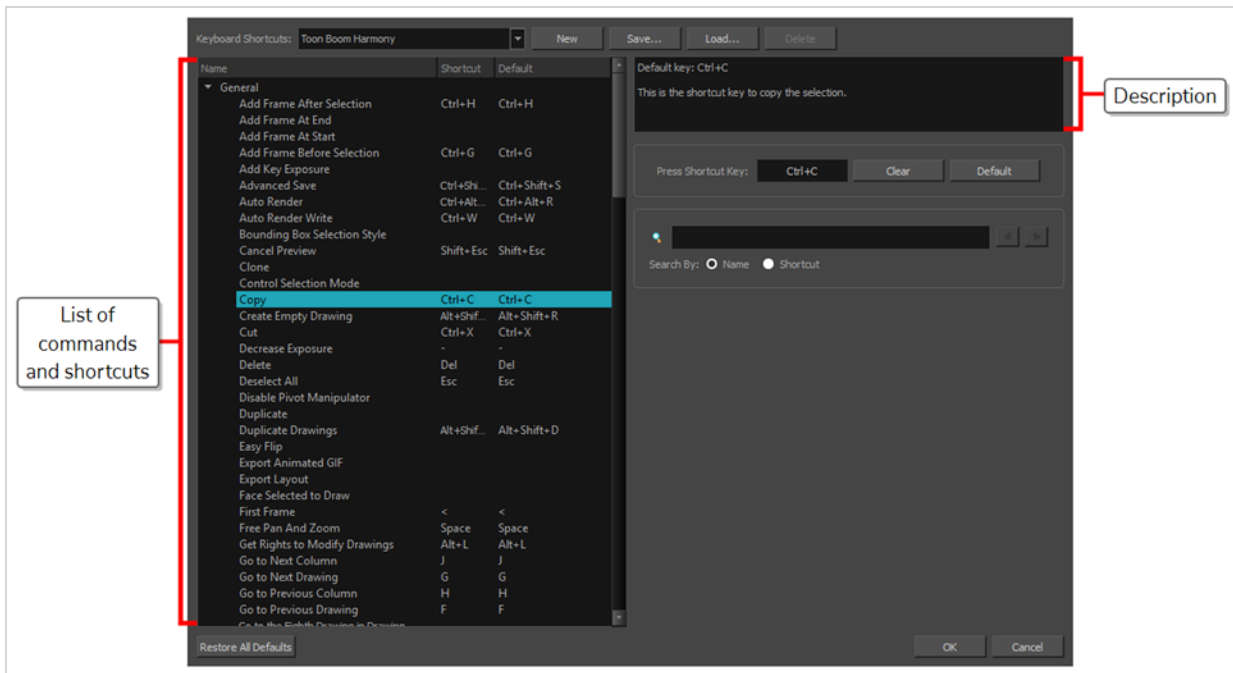 Keyboard Shortcuts: Toon Boom Harmony New Save... Load... Delete
Name Shortcut Default
General
Add Frame After Selection Ctrl+H Ctrl+H
Add Frame At End
Add Frame At Start
Add Frame Before Selection Ctrl+G Ctrl+G
Add Key Exposure
Advanced Save Ctrl+Shi... Ctrl+Shift+S
Auto Render Ctrl+Alt... Ctrl+Alt+R
Auto Render Write Ctrl+W Ctrl+W
Bounding Box Selection Style
Cancel Preview Shift+Esc Shift+Esc
Clone
Control Selection Mode
Copy Ctrl+C Ctrl+C
Create Empty Drawing Alt+Shif... Alt+Shift+R
Cut Ctrl+X Ctrl+X
Decrease Exposure - -
Delete Del Del
Deselect All Esc Esc
Disable Pivot Manipulator
Duplicate
Duplicate Drawings Alt+Shif... Alt+Shift+D
Easy Flip
Export Animated GIF
Export Layout
Face Selected to Draw
First Frame < <
Free Pan And Zoom Space Space
Get Rights to Modify Drawings Alt+L Alt+L
Go to Next Column J J
Go to Next Drawing G G
Go to Previous Column H H
Go to Previous Drawing F F
Go to the Eighth Drawing in Drawing
Default key: Ctrl+C
This is the shortcut key to copy the selection.
Press Shortcut Key: Ctrl+C Clear Default
Search By: Name Shortcut
Restore All Defaults OK Cancel
List of
commands
and shortcuts
Description